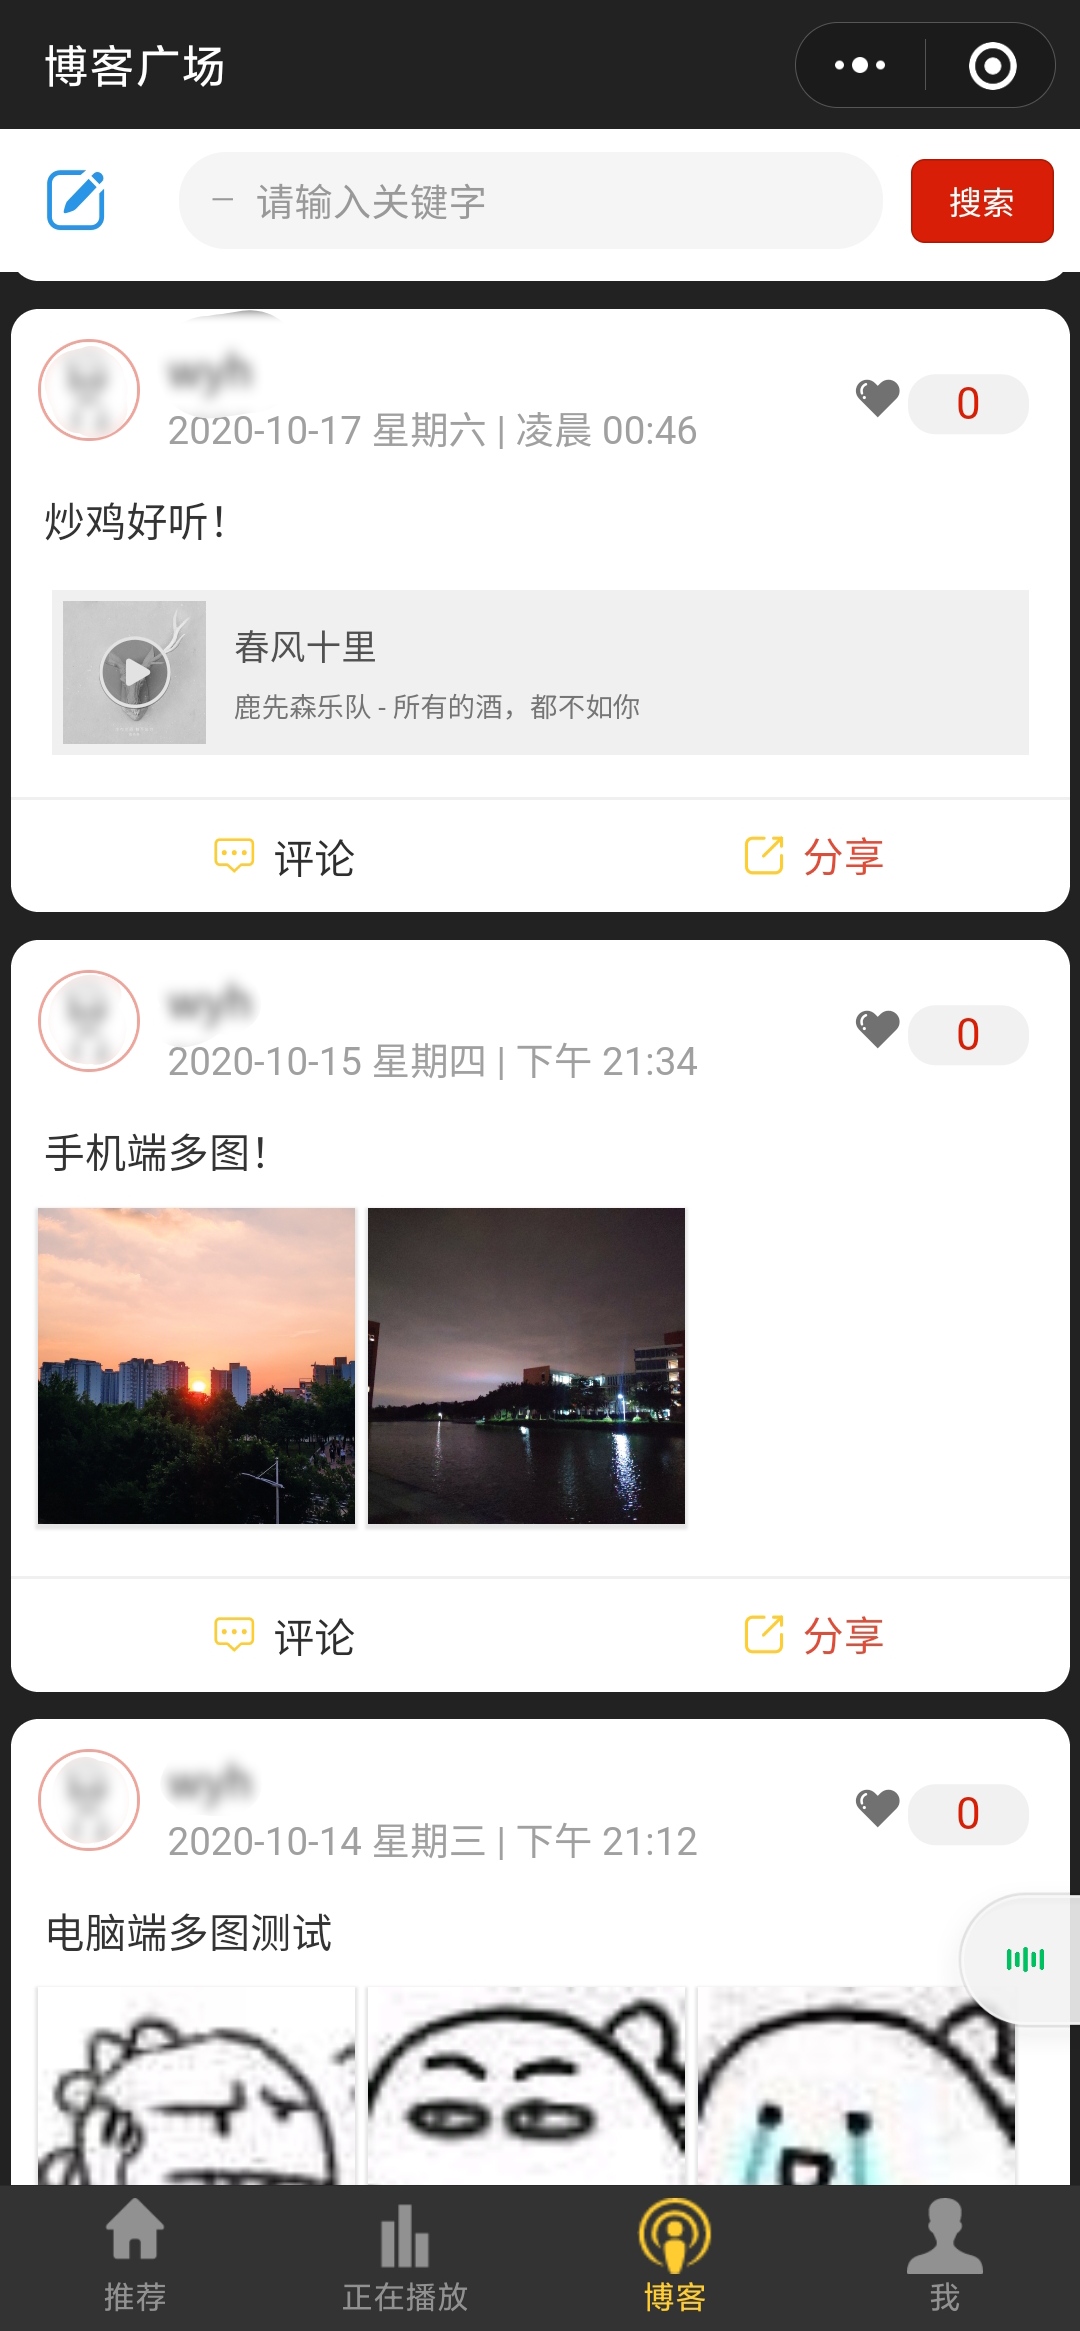 博客广场
请输入关键字
搜索
wyh
0
2020-10-17 星期六 | 凌晨 00:46
炒鸡好听！
春风十里
鹿先森乐队 - 所有的酒，都不如你
评论
分享
wyh
0
2020-10-15 星期四 | 下午 21:34
手机端多图！
评论
分享
wyh
0
2020-10-14 星期三 | 下午 21:12
电脑端多图测试
推荐
正在播放
博客
我